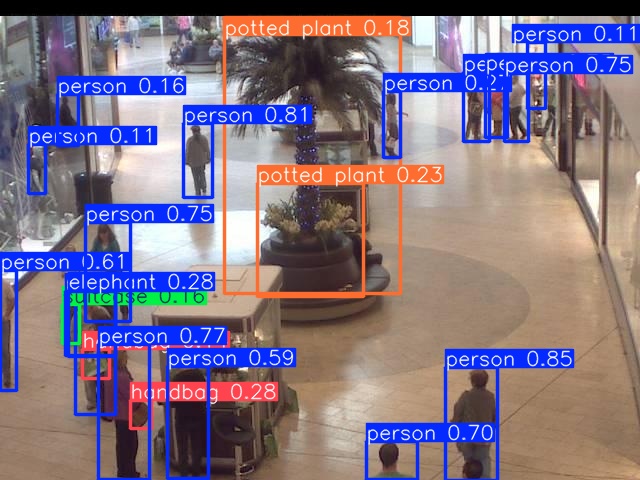 potted plant 0.18
person 0.11
person 0.75
person 0.16
person 0.81
person 0.11
potted plant 0.23
person 0.75
person 0.61
elephant 0.28
suitcase 0.16
person 0.77
person 0.59
person 0.85
handbag 0.28
person 0.70